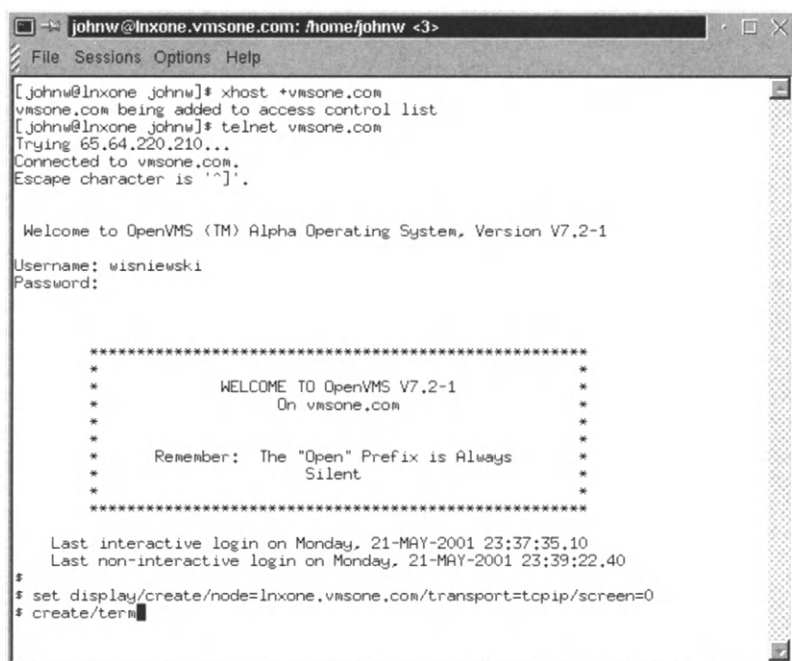 johnw@lnxone.vmsone.com: /home/johnw <3>
File Sessions Options Help
[johnw@lnxone johnw]$ xhost +vmsone.com
vmsone.com being added to access control list
[johnw@lnxone johnw]$ telnet vmsone.com
Trying 65.64.220.210...
Connected to vmsone.com.
Escape character is '^]'.
Welcome to OpenVMS (TM) Alpha Operating System, Version V7.2-1
Username: wisniewski
Password:
*****************************************************
* *
* WELCOME TO OpenVMS V7.2-1 *
* On vmsone.com *
* *
* *
* Remember: The "Open" Prefix is Always *
* Silent *
* *
*****************************************************
Last interactive login on Monday, 21-MAY-2001 23:37:35.10
Last non-interactive login on Monday, 21-MAY-2001 23:39:22.40
$
$ set display/create/node=lnxone.vmsone.com/transport=tcpip/screen=0
$ create/term